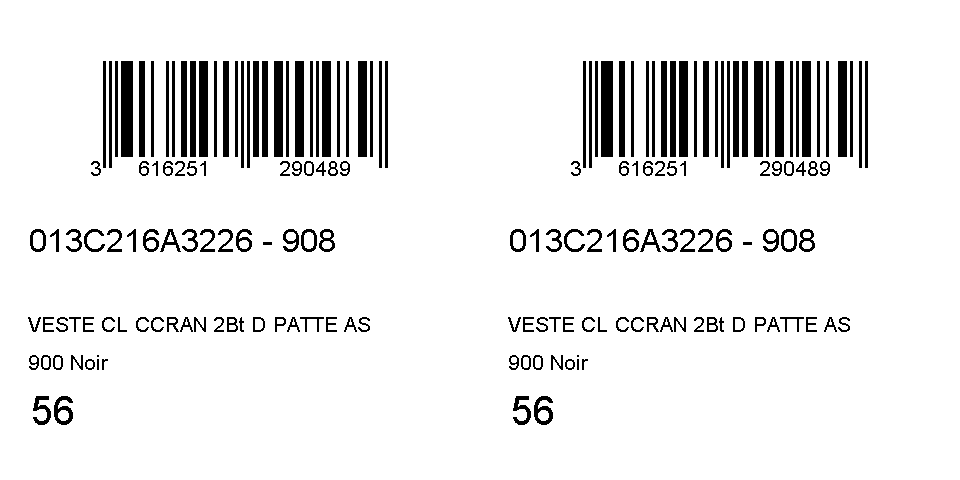 3 616251 290489
013C216A3226 - 908
VESTE CL CCRAN 2Bt D PATTE AS
900 Noir
56
3 616251 290489
013C216A3226 - 908
VESTE CL CCRAN 2Bt D PATTE AS
900 Noir
56